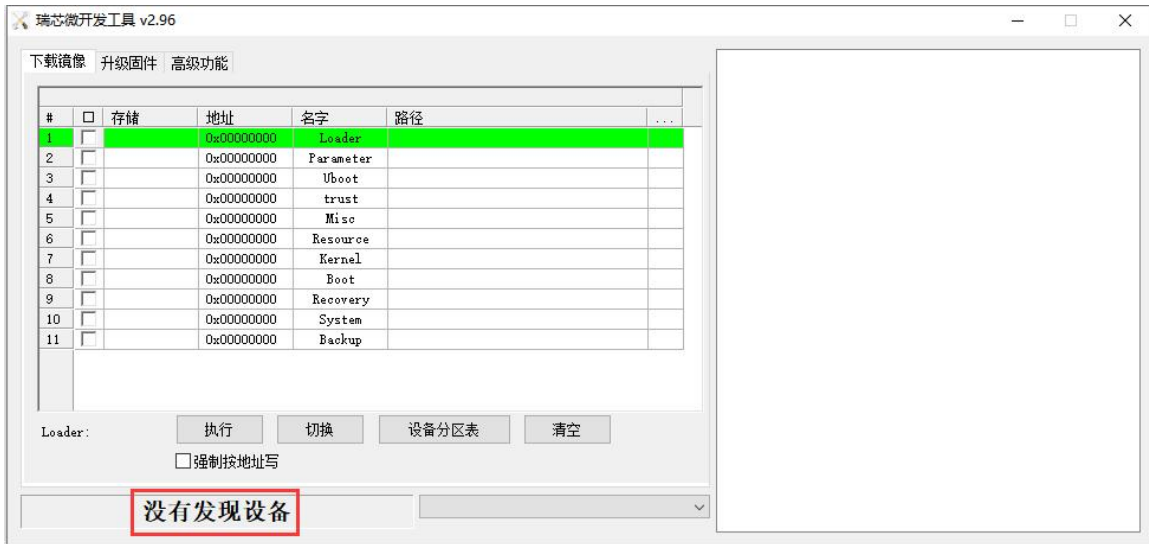 瑞芯微开发工具 v2.96
下载镜像 升级固件 高级功能
# 存储 地址 名字 路径 ...
1 0x00000000 Loader
2 0x00000000 Parameter
3 0x00000000 Uboot
4 0x00000000 trust
5 0x00000000 Misc
6 0x00000000 Resource
7 0x00000000 Kernel
8 0x00000000 Boot
9 0x00000000 Recovery
10 0x00000000 System
11 0x00000000 Backup
Loader: 执行 切换 设备分区表 清空
强制按地址写
没有发现设备